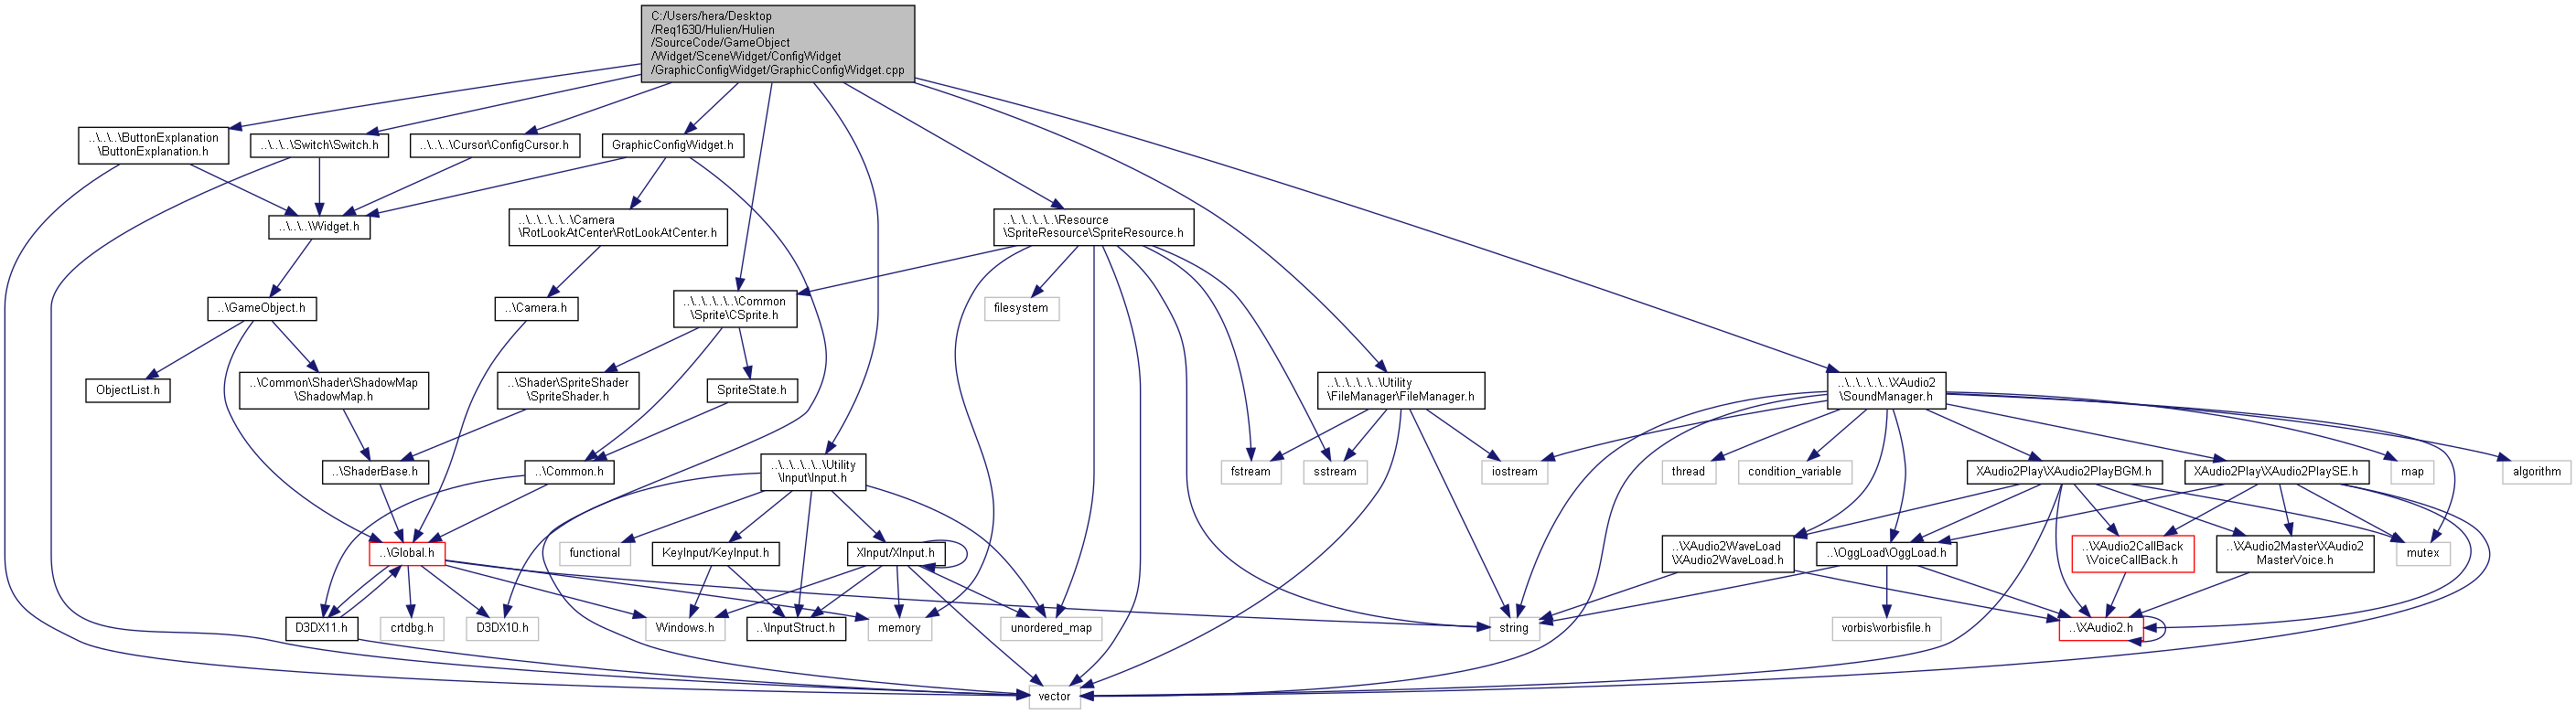 C:/Users/hera/Desktop
/Req1630/Hulien/Hulien
/SourceCode/GameObject
/Widget/SceneWidget/ConfigWidget
/GraphicConfigWidget/GraphicConfigWidget.cpp
..\..\..\ButtonExplanation
\ButtonExplanation.h
..\..\..\Switch\Switch.h
..\..\..\Cursor\ConfigCursor.h
GraphicConfigWidget.h
..\..\..\Widget.h
..\..\..\..\..\Camera
\RotLookAtCenter\RotLookAtCenter.h
..\..\..\..\..\Resource
\SpriteResource\SpriteResource.h
..\GameObject.h
..\Camera.h
..\..\..\..\..\Common
\Sprite\CSprite.h
filesystem
ObjectList.h
..\Common\Shader\ShadowMap
\ShadowMap.h
..\Shader\SpriteShader
\SpriteShader.h
SpriteState.h
..\..\..\..\..\Utility
\FileManager\FileManager.h
..\..\..\..\..\XAudio2
\SoundManager.h
..\ShaderBase.h
..\Common.h
..\..\..\..\..\Utility
\Input\Input.h
fstream
sstream
iostream
thread
condition_variable
XAudio2Play\XAudio2PlayBGM.h
XAudio2Play\XAudio2PlaySE.h
map
algorithm
..\Global.h
functional
KeyInput/KeyInput.h
XInput/XInput.h
..\XAudio2WaveLoad
\XAudio2WaveLoad.h
..\OggLoad\OggLoad.h
..\XAudio2CallBack
\VoiceCallBack.h
..\XAudio2Master\XAudio2
MasterVoice.h
mutex
D3DX11.h
crtdbg.h
D3DX10.h
Windows.h
..\InputStruct.h
memory
unordered_map
string
vorbis\vorbisfile.h
..\XAudio2.h
vector